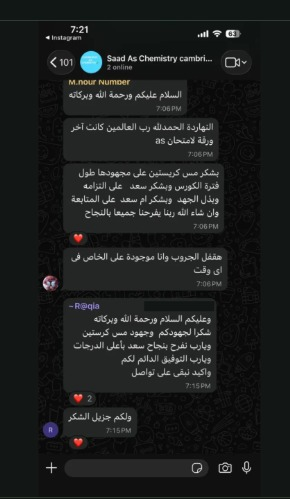 7:21
63
◀ Instagram
101
Saad As Chemistry cambri...
2 online
M.nour Number
السلام عليكم ورحمة الله وبركاته
7:06 PM
النهاردة الحمدلله رب العالمين كانت آخر
ورقة لامتحان as
7:06 PM
بشكر مس كريستين على مجهودها طول
فترة الكورس وبشكر سعد على التزامه
وبذل الجهد وبشكر ام سعد على المتابعة
وان شاء الله ربنا يفرحنا جميعا بالنجاح
7:06 PM
هقفل الجروب وانا موجودة على الخاص فى
اى وقت
7:06 PM
~ R@qia
وعليكم السلام ورحمة الله وبركاته
شكرا لجهودكم وجهود مس كرستين
ويارب نفرح بنجاح سعد بأعلى الدرجات
ويارب التوفيق الدائم لكم
واكيد نبقى على تواصل
7:15 PM
2
ولكم جزيل الشكر
R
7:15 PM